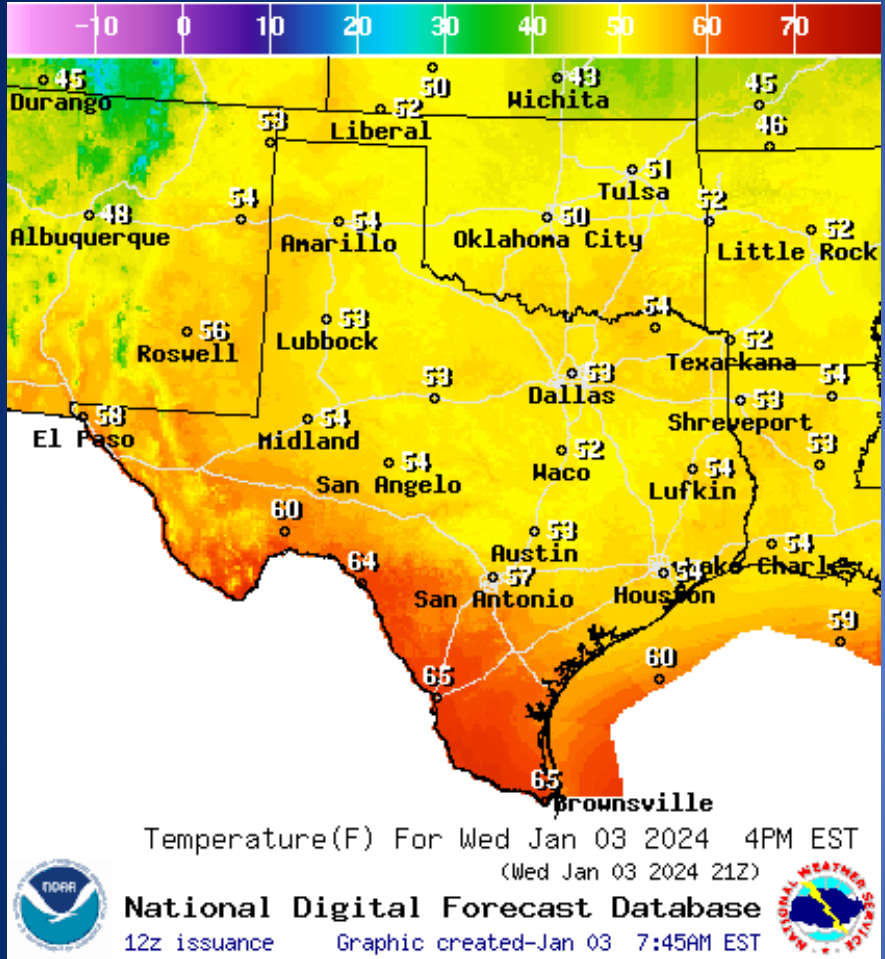 -10 0 10 20 30 40 50 60 70
45 50 43 45
Durango Wichita
52
Liberal
53 46
51
Tulsa
48 54 54 50 52 52
Albuquerque Amarillo Oklahoma City Little Rock
56 53 54 52
Roswell Lubbock Texarkana
53 53 53 54
Dallas
58 54 Shreveport
El Paso Midland
54 52 54 53
San Angelo Waco Lufkin
60 53 54
Austin Lake Charles
64 57 54
San Antonio Houston
59
65 60
65
Brownsville
Temperature(F) For Wed Jan 03 2024 4PM EST
(Wed Jan 03 2024 21Z)
NOAA
NATIONAL WEATHER SERVICE
National Digital Forecast Database
12z issuance Graphic created-Jan 03 7:45AM EST